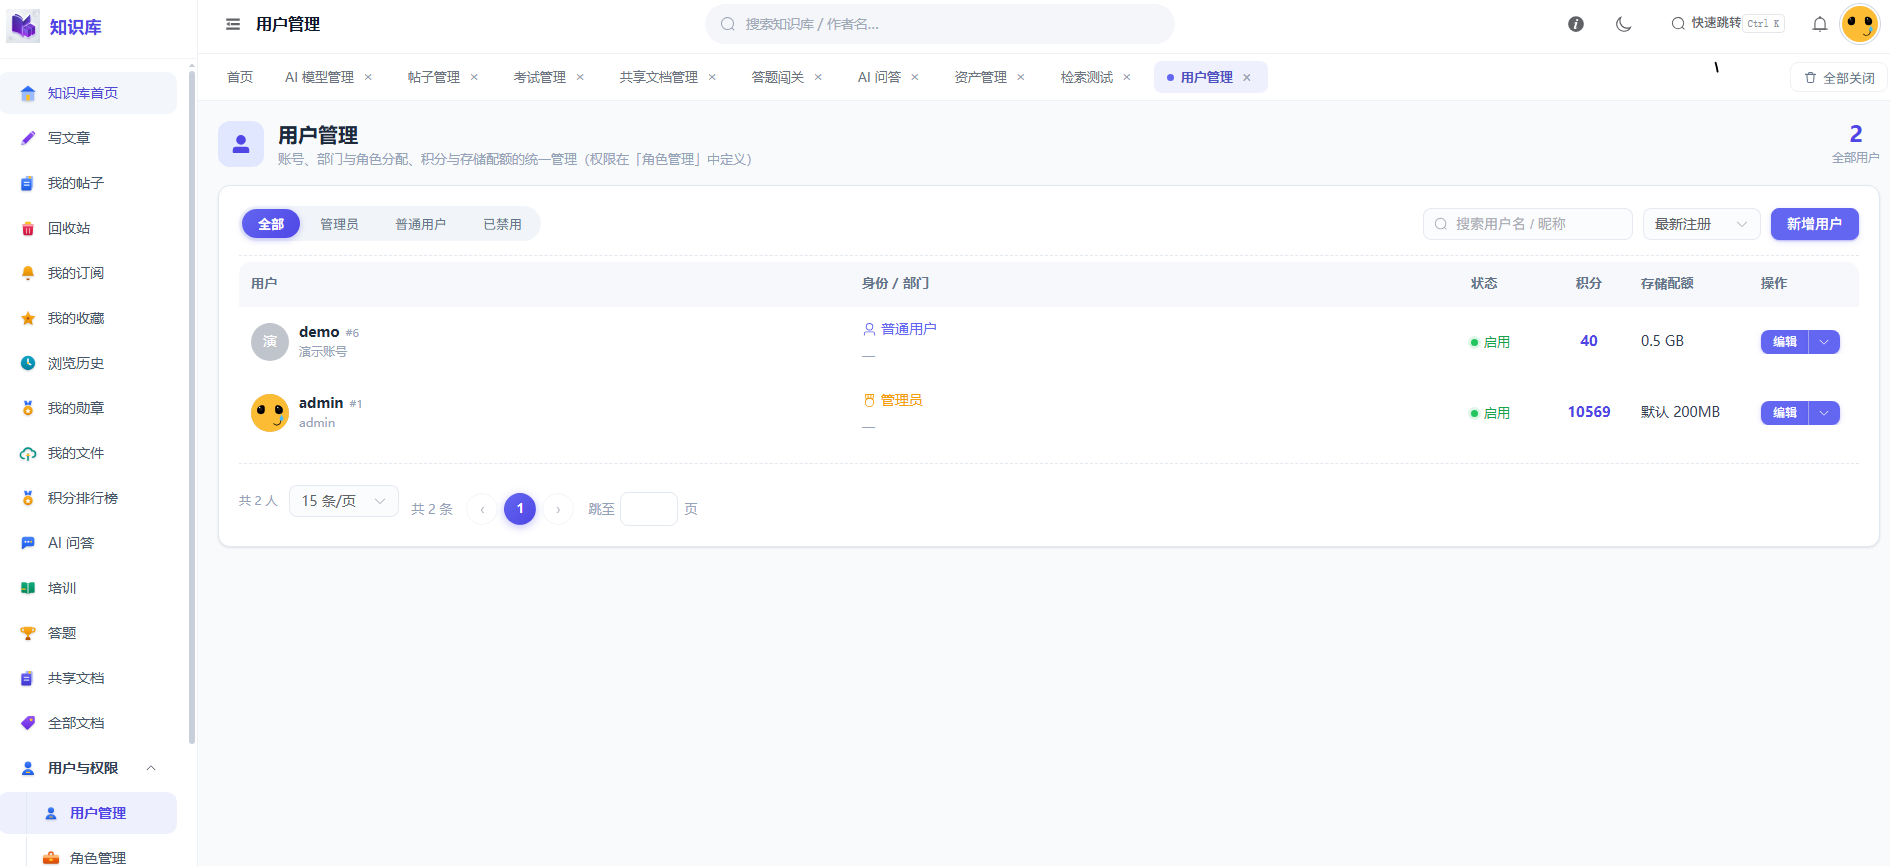 知识库
用户管理
搜索知识库 / 作者名...
快速跳转 Ctrl K
首页
AI 模型管理
帖子管理
考试管理
共享文档管理
答题闯关
AI 问答
资产管理
检索测试
用户管理
全部关闭
知识库首页
写文章
我的帖子
回收站
我的订阅
我的收藏
浏览历史
我的勋章
我的文件
积分排行榜
AI 问答
培训
答题
共享文档
全部文档
用户与权限
用户管理
角色管理
用户管理
账号、部门与角色分配、积分与存储配额的统一管理（权限在「角色管理」中定义）
2
全部用户
全部 管理员 普通用户 已禁用
搜索用户名 / 昵称
最新注册
新增用户
用户 身份 / 部门 状态 积分 存储配额 操作
演
demo #6
演示账号
普通用户
—
启用
40
0.5 GB
编辑
admin #1
admin
管理员
—
启用
10569
默认 200MB
编辑
共 2 人 15 条/页 共 2 条 ‹ 1 › 跳至 页